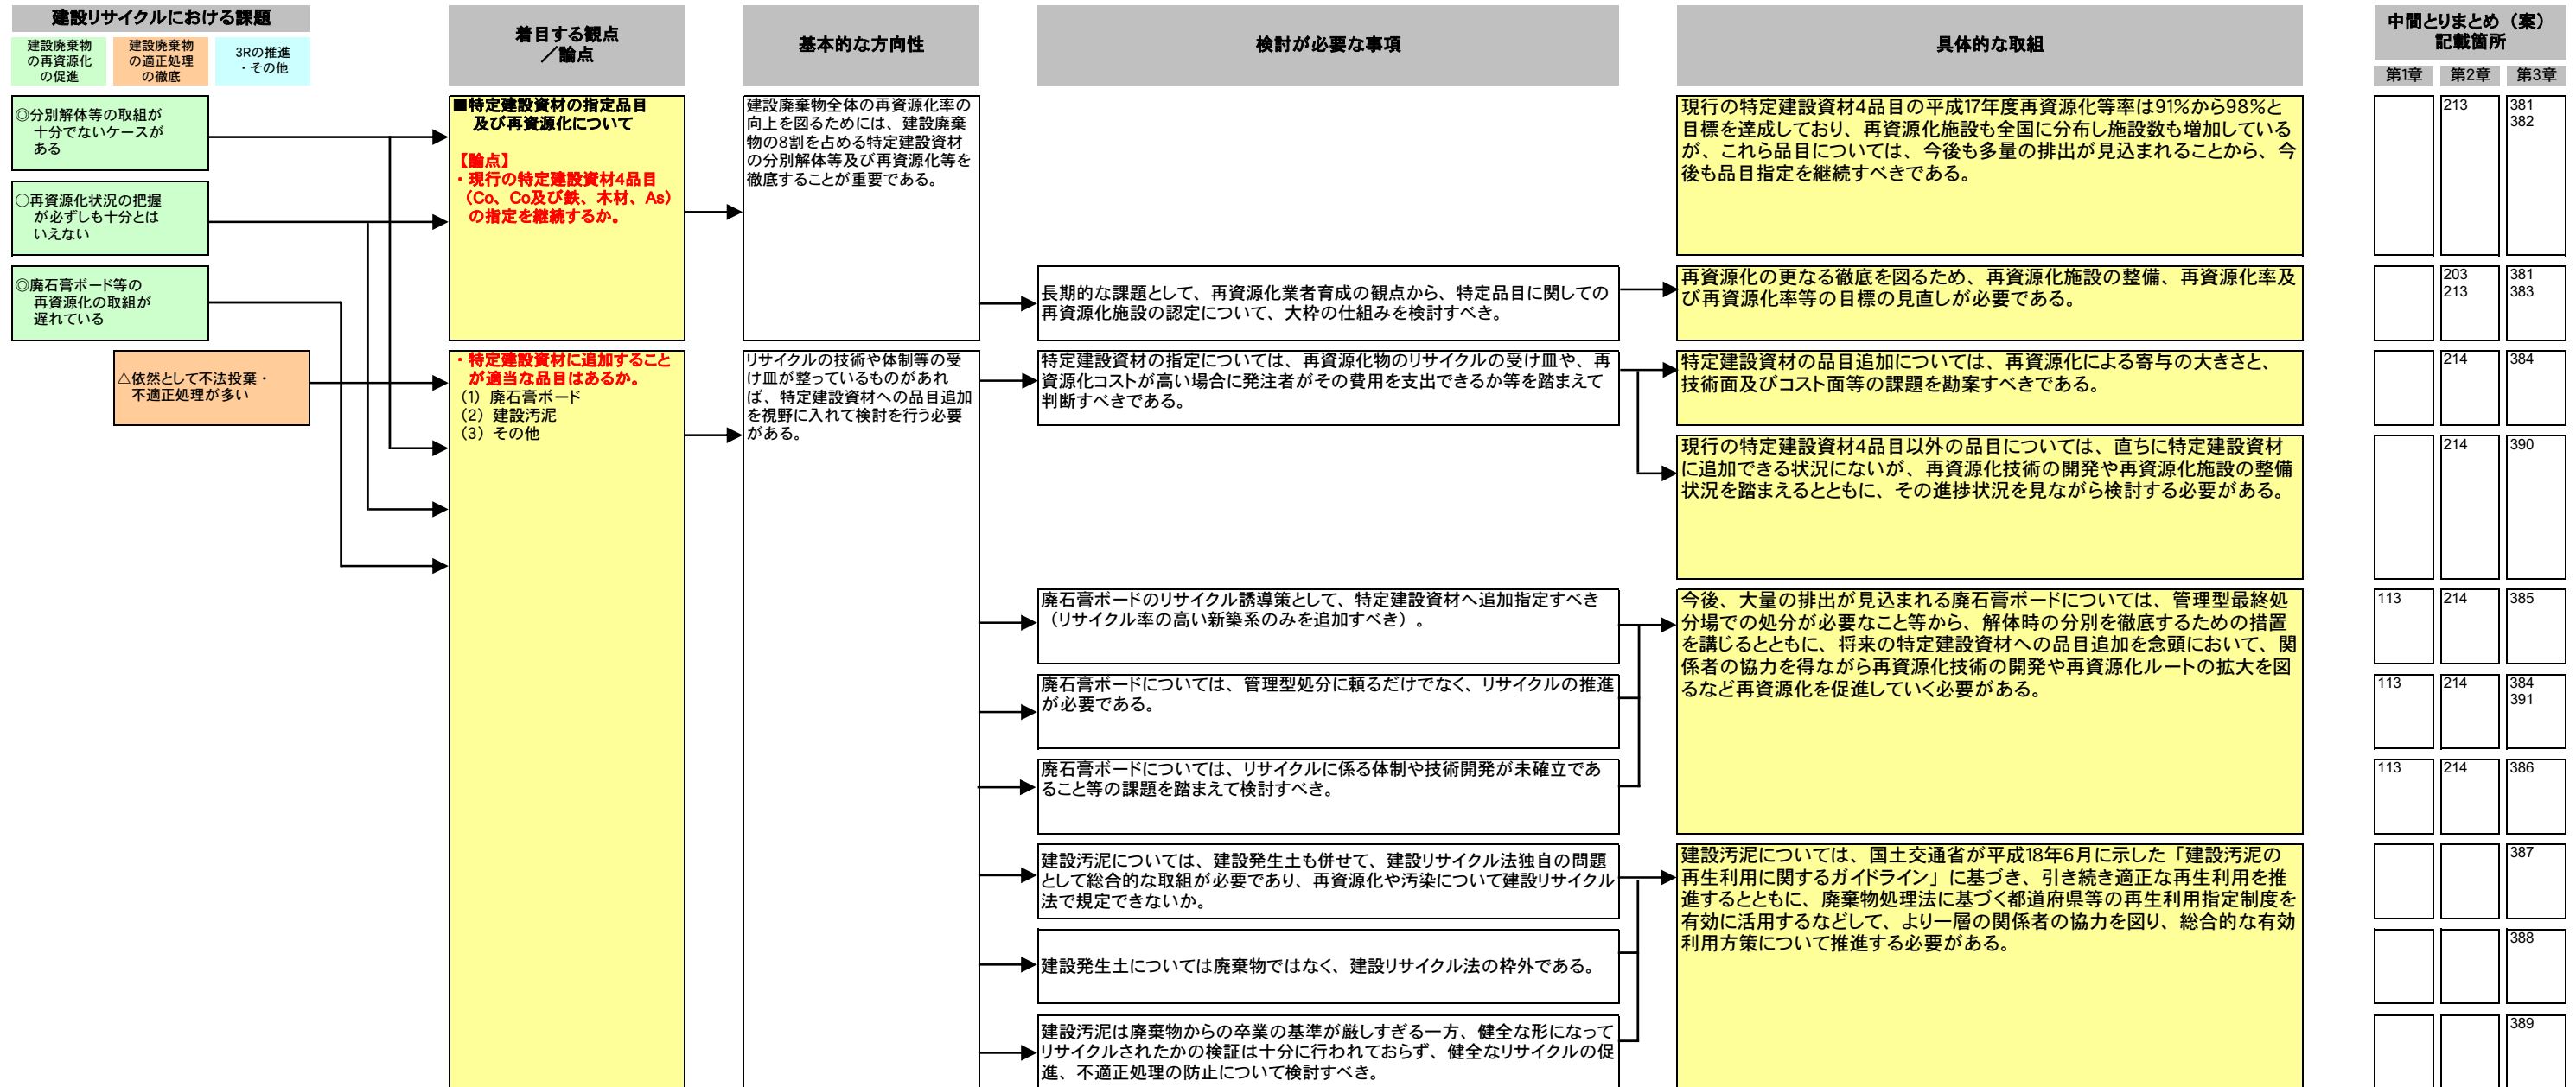 建設リサイクルにおける課題
建設廃棄物
の再資源化
の促進
建設廃棄物
の適正処理
の徹底
3Rの推進
・その他
着目する観点
／論点
基本的な方向性
検討が必要な事項
具体的な取組
中間とりまとめ（案）
記載箇所
第1章
第2章
第3章
◎分別解体等の取組が
十分でないケースが
ある
○再資源化状況の把握
が必ずしも十分とは
いえない
◎廃石膏ボード等の
再資源化の取組が
遅れている
△依然として不法投棄・
不適正処理が多い
■特定建設資材の指定品目
及び再資源化について
【論点】
・現行の特定建設資材4品目
（Co、Co及び鉄、木材、As）
の指定を継続するか。
・特定建設資材に追加すること
が適当な品目はあるか。
（1）廃石膏ボード
（2）建設汚泥
（3）その他
建設廃棄物全体の再資源化率の
向上を図るためには、建設廃棄
物の8割を占める特定建設資材
の分別解体等及び再資源化等を
徹底することが重要である。
リサイクルの技術や体制等の受
け皿が整っているものがあれ
ば、特定建設資材への品目追加
を視野に入れて検討を行う必要
がある。
長期的な課題として、再資源化業者育成の観点から、特定品目に関しての
再資源化施設の認定について、大枠の仕組みを検討すべき。
特定建設資材の指定については、再資源化物のリサイクルの受け皿や、再
資源化コストが高い場合に発注者がその費用を支出できるか等を踏まえて
判断すべきである。
廃石膏ボードのリサイクル誘導策として、特定建設資材へ追加指定すべき
（リサイクル率の高い新築系のみを追加すべき）。
廃石膏ボードについては、管理型処分に頼るだけでなく、リサイクルの推進
が必要である。
廃石膏ボードについては、リサイクルに係る体制や技術開発が未確立であ
ること等の課題を踏まえて検討すべき。
建設汚泥については、建設発生土も併せて、建設リサイクル法独自の問題
として総合的な取組が必要であり、再資源化や汚染について建設リサイクル
法で規定できないか。
建設発生土については廃棄物ではなく、建設リサイクル法の枠外である。
建設汚泥は廃棄物からの卒業の基準が厳しすぎる一方、健全な形になって
リサイクルされたかの検証は十分に行われておらず、健全なリサイクルの促
進、不適正処理の防止について検討すべき。
現行の特定建設資材4品目の平成17年度再資源化等率は91%から98%と
目標を達成しており、再資源化施設も全国に分布し施設数も増加している
が、これら品目については、今後も多量の排出が見込まれることから、今
後も品目指定を継続すべきである。
再資源化の更なる徹底を図るため、再資源化施設の整備、再資源化率及
び再資源化率等の目標の見直しが必要である。
特定建設資材の品目追加については、再資源化による寄与の大きさと、
技術面及びコスト面等の課題を勘案すべきである。
現行の特定建設資材4品目以外の品目については、直ちに特定建設資材
に追加できる状況にないが、再資源化技術の開発や再資源化施設の整備
状況を踏まえるとともに、その進捗状況を見ながら検討する必要がある。
今後、大量の排出が見込まれる廃石膏ボードについては、管理型最終処
分場での処分が必要なこと等から、解体時の分別を徹底するための措置
を講じるとともに、将来の特定建設資材への品目追加を念頭において、関
係者の協力を得ながら再資源化技術の開発や再資源化ルートの拡大を図
るなど再資源化を促進していく必要がある。
建設汚泥については、国土交通省が平成18年6月に示した「建設汚泥の
再生利用に関するガイドライン」に基づき、引き続き適正な再生利用を推
進するとともに、廃棄物処理法に基づく都道府県等の再生利用指定制度を
有効に活用するなどして、より一層の関係者の協力を図り、総合的な有効
利用方策について推進する必要がある。
213
381
382
203
213
381
383
214
384
214
390
113
214
385
113
214
384
391
113
214
386
387
388
389